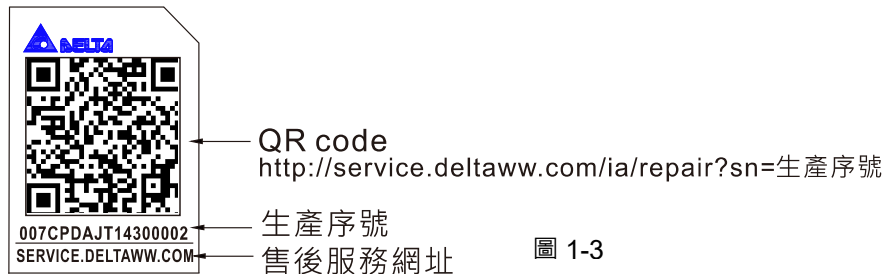 DELTA
QR code
http://service.deltaww.com/ia/repair?sn=生產序號
007CPDAJT14300002
生產序號
SERVICE.DELTAWW.COM
售後服務網址
圖 1-3